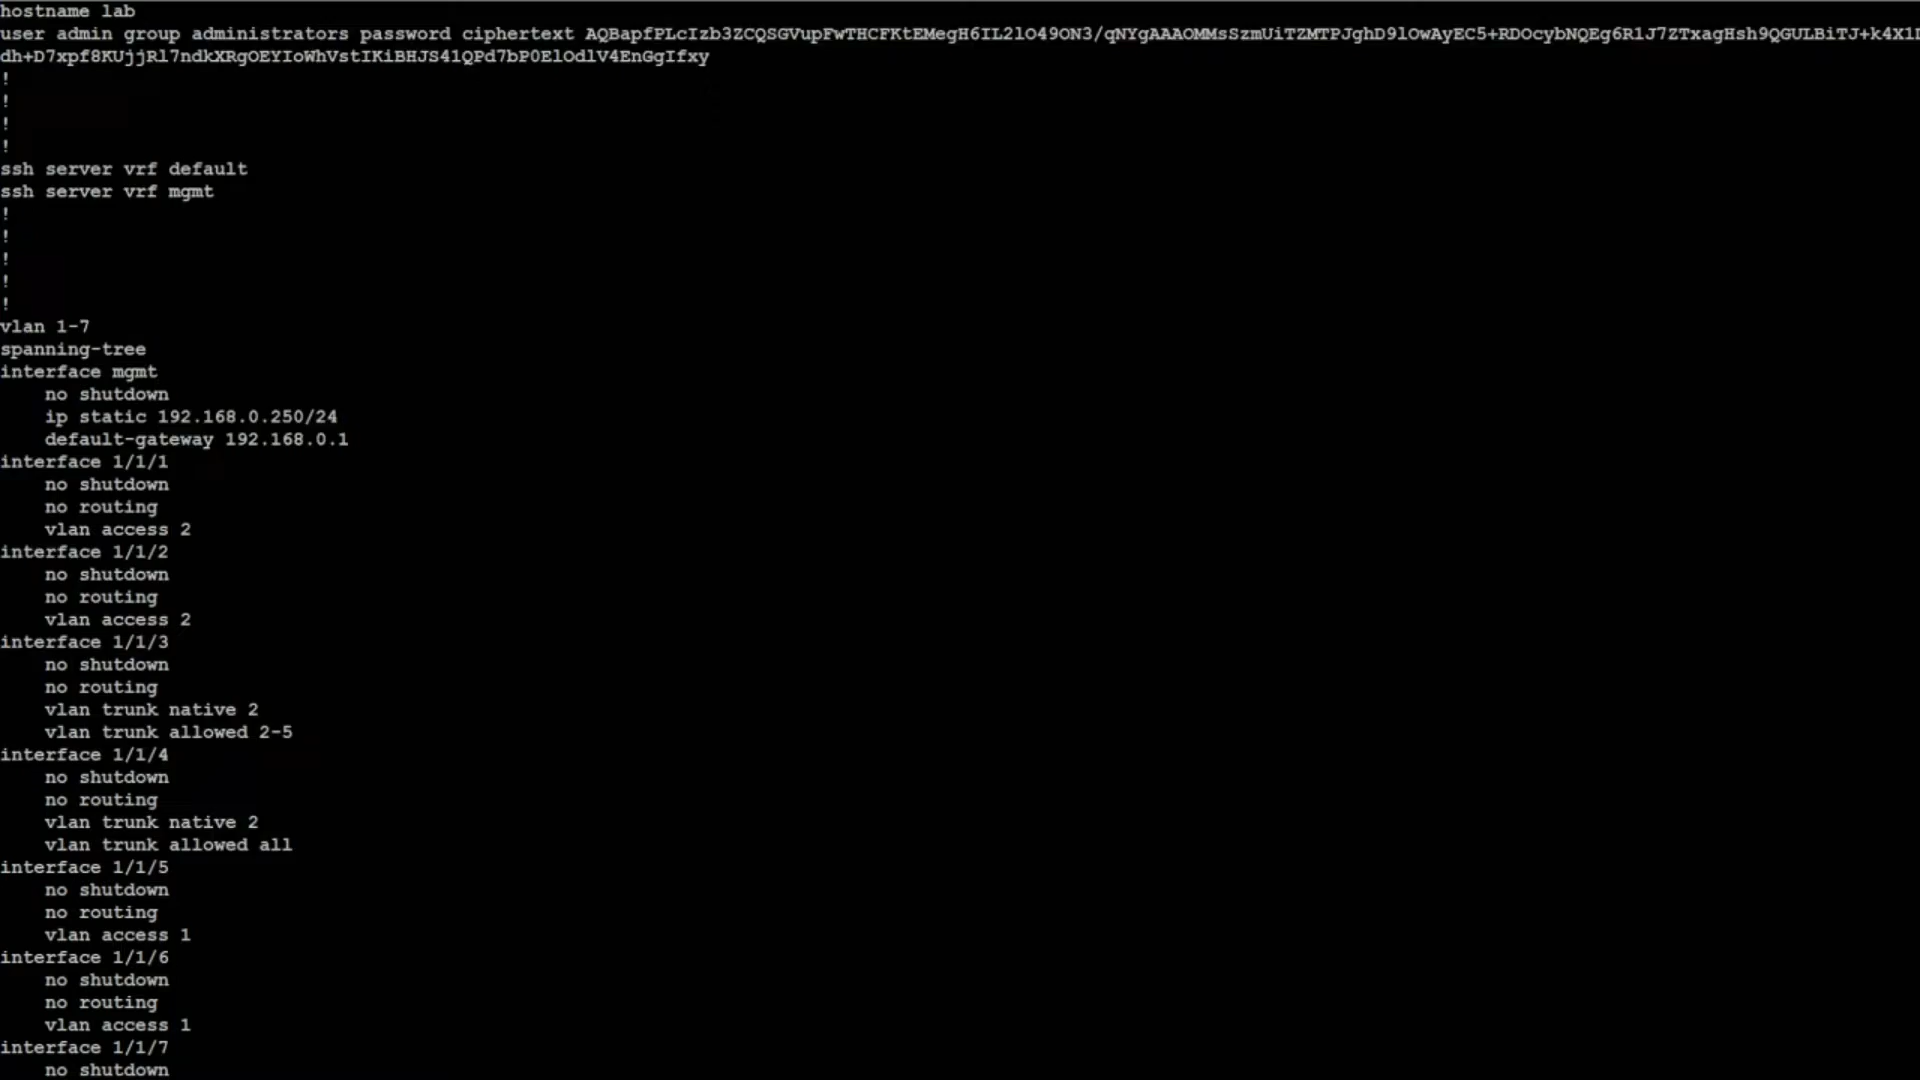 hostname lab
user admin group administrators password ciphertext AQBapfPLcIzb3ZCQSGVupFwTHCFKtEMegH6IL2lO49ON3/qNYgAAAOMMsSzmUiTZMTPJghD9lOwAyEC5+RDOcybNQEg6R1J7ZTxagHsh9QGULBiTJ+k4X1D
dh+D7xpf8KUjjRl7ndkXRgOEYIoWhVstIKiBHJS41QPd7bP0ElOdlV4EnGgIfxy
!
!
!
!
ssh server vrf default
ssh server vrf mgmt
!
!
!
!
!
vlan 1-7
spanning-tree
interface mgmt
    no shutdown
    ip static 192.168.0.250/24
    default-gateway 192.168.0.1
interface 1/1/1
    no shutdown
    no routing
    vlan access 2
interface 1/1/2
    no shutdown
    no routing
    vlan access 2
interface 1/1/3
    no shutdown
    no routing
    vlan trunk native 2
    vlan trunk allowed 2-5
interface 1/1/4
    no shutdown
    no routing
    vlan trunk native 2
    vlan trunk allowed all
interface 1/1/5
    no shutdown
    no routing
    vlan access 1
interface 1/1/6
    no shutdown
    no routing
    vlan access 1
interface 1/1/7
    no shutdown